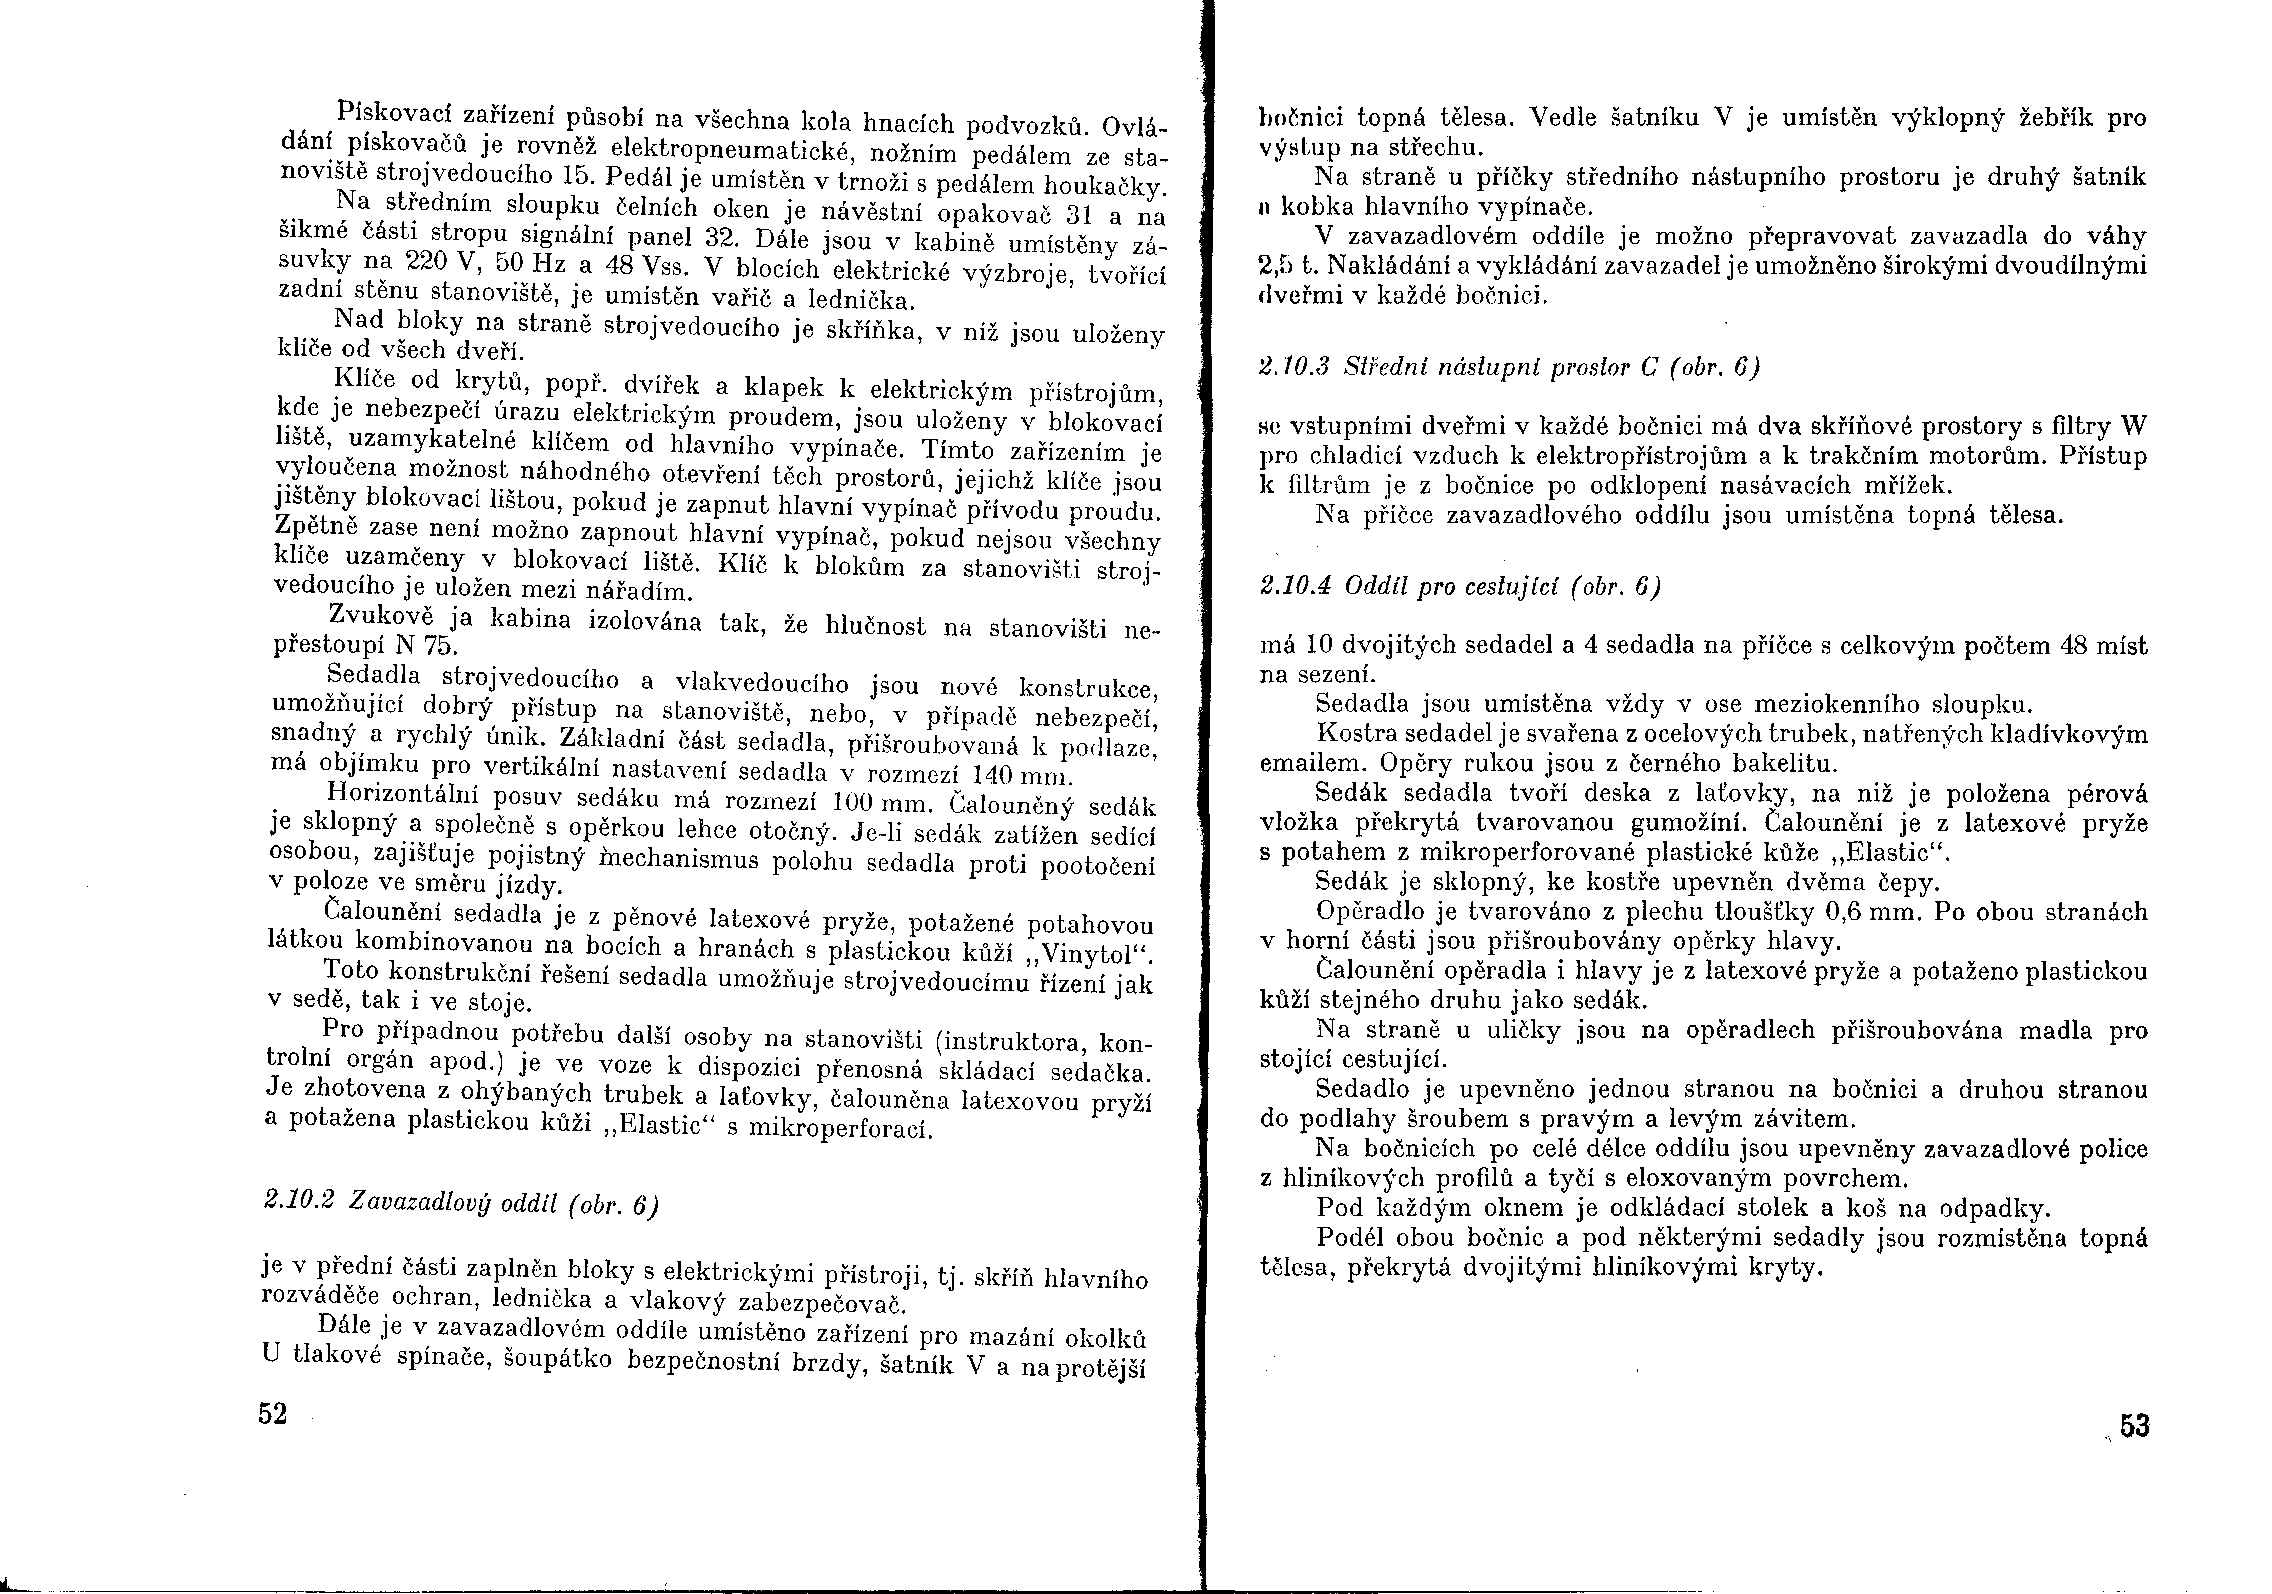 Pískovací zařízení působí na všechna kola hnacích podvozků. Ovlá-
dání pískovačů je rovněž elektropneumatické, nožním pedálem ze sta-
noviště strojvedoucího 15. Pedál je umístěn v trnoži s pedálem houkačky.
Na středním sloupku čelních oken je návěstní opakovač 31 a na
šikmé části stropu signální panel 32. Dále jsou v kabině umístěny zá-
suvky na 220 V, 50 Hz a 48 Vss. V blocích elektrické výzbroje, tvořící
zadní stěnu stanoviště, je umístěn vařič a lednička.
Nad bloky na straně strojvedoucího je skříňka, v níž jsou uloženy
klíče od všech dveří.
Klíče od krytů, popř. dvířek a klapek k elektrickým přístrojům,
kde je nebezpečí úrazu elektrickým proudem, jsou uloženy v blokovací
liště, uzamykatelné klíčem od hlavního vypínače. Tímto zařízením je
vyloučena možnost náhodného otevření těch prostorů, jejichž klíče jsou
jištěny blokovací lištou, pokud je zapnut hlavní vypínač přívodu proudu.
Zpětně zase není možno zapnout hlavní vypínač, pokud nejsou všechny
klíče uzamčeny v blokovací liště. Klíč k blokům za stanovišti stroj-
vedoucího je uložen mezi nářadím.
Zvukově ja kabina izolována tak, že hlučnost na stanovišti ne-
přestoupí N 75.
Sedadla strojvedoucího a vlakvedoucího jsou nové konstrukce,
umožňující dobrý přístup na stanoviště, nebo, v případě nebezpečí,
snadný a rychlý únik. Základní část sedadla, přišroubovaná k podlaze,
má objímku pro vertikální nastavení sedadla v rozmezí 140 mm.
Horizontální posuv sedáku má rozmezí 100 mm. Čalouněný sedák
je sklopný a společně s opěrkou lehce otočný. Je-li sedák zatížen sedící
osobou, zajišťuje pojistný mechanismus polohu sedadla proti pootočení
v poloze ve směru jízdy.
Čalounění sedadla je z pěnové latexové pryže, potažené potahovou
látkou kombinovanou na bocích a hranách s plastickou kůží „Vinytol“.
Toto konstrukční řešení sedadla umožňuje strojvedoucímu řízení jak
v sedě, tak i ve stoje.
Pro případnou potřebu další osoby na stanovišti (instruktora, kon-
trolní orgán apod.) je ve voze k dispozici přenosná skládací sedačka.
Je zhotovena z ohýbaných trubek a laťovky, čalouněna latexovou pryží
a potažena plastickou kůži „Elastic“ s mikroperforací.
2.10.2 Zavazadlový oddíl (obr. 6)
je v přední části zaplněn bloky s elektrickými přístroji, tj. skříň hlavního
rozváděče ochran, lednička a vlakový zabezpečovač.
Dále je v zavazadlovém oddíle umístěno zařízení pro mazání okolků
U tlakové spínače, šoupátko bezpečnostní brzdy, šatník V a na protější
52
bočnici topná tělesa. Vedle šatníku V je umístěn výklopný žebřík pro
výstup na střechu.
Na straně u příčky středního nástupního prostoru je druhý šatník
a kobka hlavního vypínače.
V zavazadlovém oddíle je možno přepravovat zavazadla do váhy
2,5 t. Nakládání a vykládání zavazadel je umožněno širokými dvoudílnými
dveřmi v každé bočnici.
2.10.3 Střední nástupní prostor C (obr. 6)
se vstupními dveřmi v každé bočnici má dva skříňové prostory s filtry W
pro chladicí vzduch k elektropřístrojům a k trakčním motorům. Přístup
k filtrům je z bočnice po odklopení nasávacích mřížek.
Na příčce zavazadlového oddílu jsou umístěna topná tělesa.
2.10.4 Oddíl pro cestující (obr. 6)
má 10 dvojitých sedadel a 4 sedadla na příčce s celkovým počtem 48 míst
na sezení.
Sedadla jsou umístěna vždy v ose meziokenního sloupku.
Kostra sedadel je svařena z ocelových trubek, natřených kladívkovým
emailem. Opěry rukou jsou z černého bakelitu.
Sedák sedadla tvoří deska z laťovky, na niž je položena pérová
vložka překrytá tvarovanou gumožíní. Čalounění je z latexové pryže
s potahem z mikroperforované plastické kůže „Elastic“.
Sedák je sklopný, ke kostře upevněn dvěma čepy.
Opěradlo je tvarováno z plechu tloušťky 0,6 mm. Po obou stranách
v horní části jsou přišroubovány opěrky hlavy.
Čalounění opěradla i hlavy je z latexové pryže a potaženo plastickou
kůží stejného druhu jako sedák.
Na straně u uličky jsou na opěradlech přišroubována madla pro
stojící cestující.
Sedadlo je upevněno jednou stranou na bočnici a druhou stranou
do podlahy šroubem s pravým a levým závitem.
Na bočnicích po celé délce oddílu jsou upevněny zavazadlové police
z hliníkových profilů a tyčí s eloxovaným povrchem.
Pod každým oknem je odkládací stolek a koš na odpadky.
Podél obou bočnic a pod některými sedadly jsou rozmístěna topná
tělesa, překrytá dvojitými hliníkovými kryty.
53